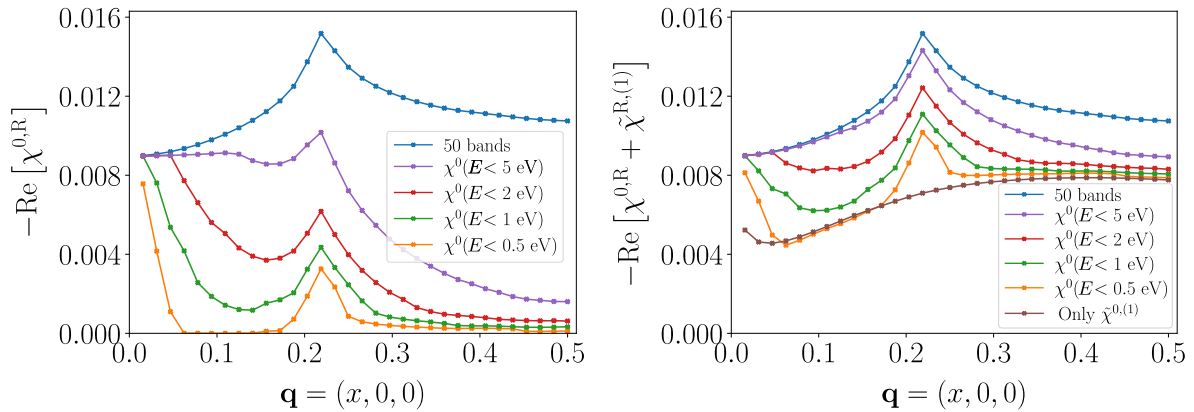 −Re [χ^{0,R}]
0.016
0.012
0.008
0.004
0.000
0.0 0.1 0.2 0.3 0.4 0.5
q = (x, 0, 0)
50 bands
χ^0(E < 5 eV)
χ^0(E < 2 eV)
χ^0(E < 1 eV)
χ^0(E < 0.5 eV)
−Re [χ^{0,R} + χ̃^{R,(1)}]
0.016
0.012
0.008
0.004
0.000
0.0 0.1 0.2 0.3 0.4 0.5
q = (x, 0, 0)
50 bands
χ^0(E < 5 eV)
χ^0(E < 2 eV)
χ^0(E < 1 eV)
χ^0(E < 0.5 eV)
Only χ̃^{0,(1)}